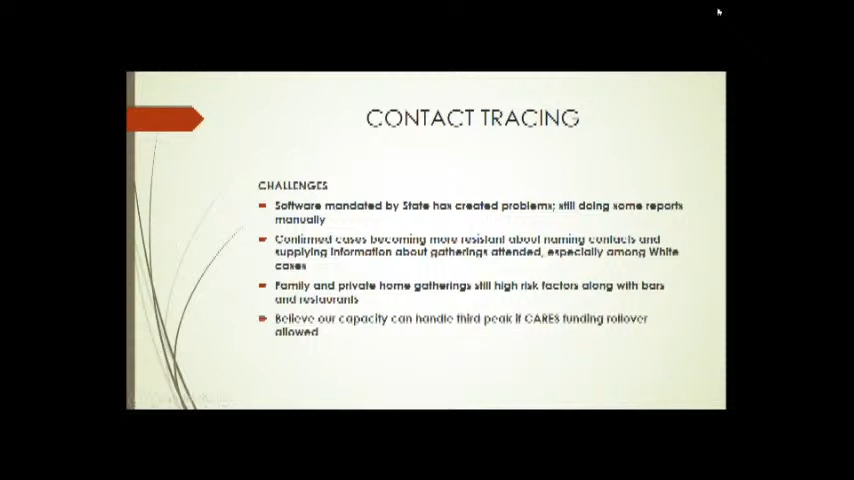 CONTACT TRACING
CHALLENGES
Software mandated by State has created problems; still doing some reports
manually
Confirmed cases becoming more resistant about naming contacts and
supplying information about gatherings attended, especially among White
cases
Family and private home gatherings still high risk factors along with bars
and restaurants
Believe our capacity can handle third peak if CARES funding rollover
allowed